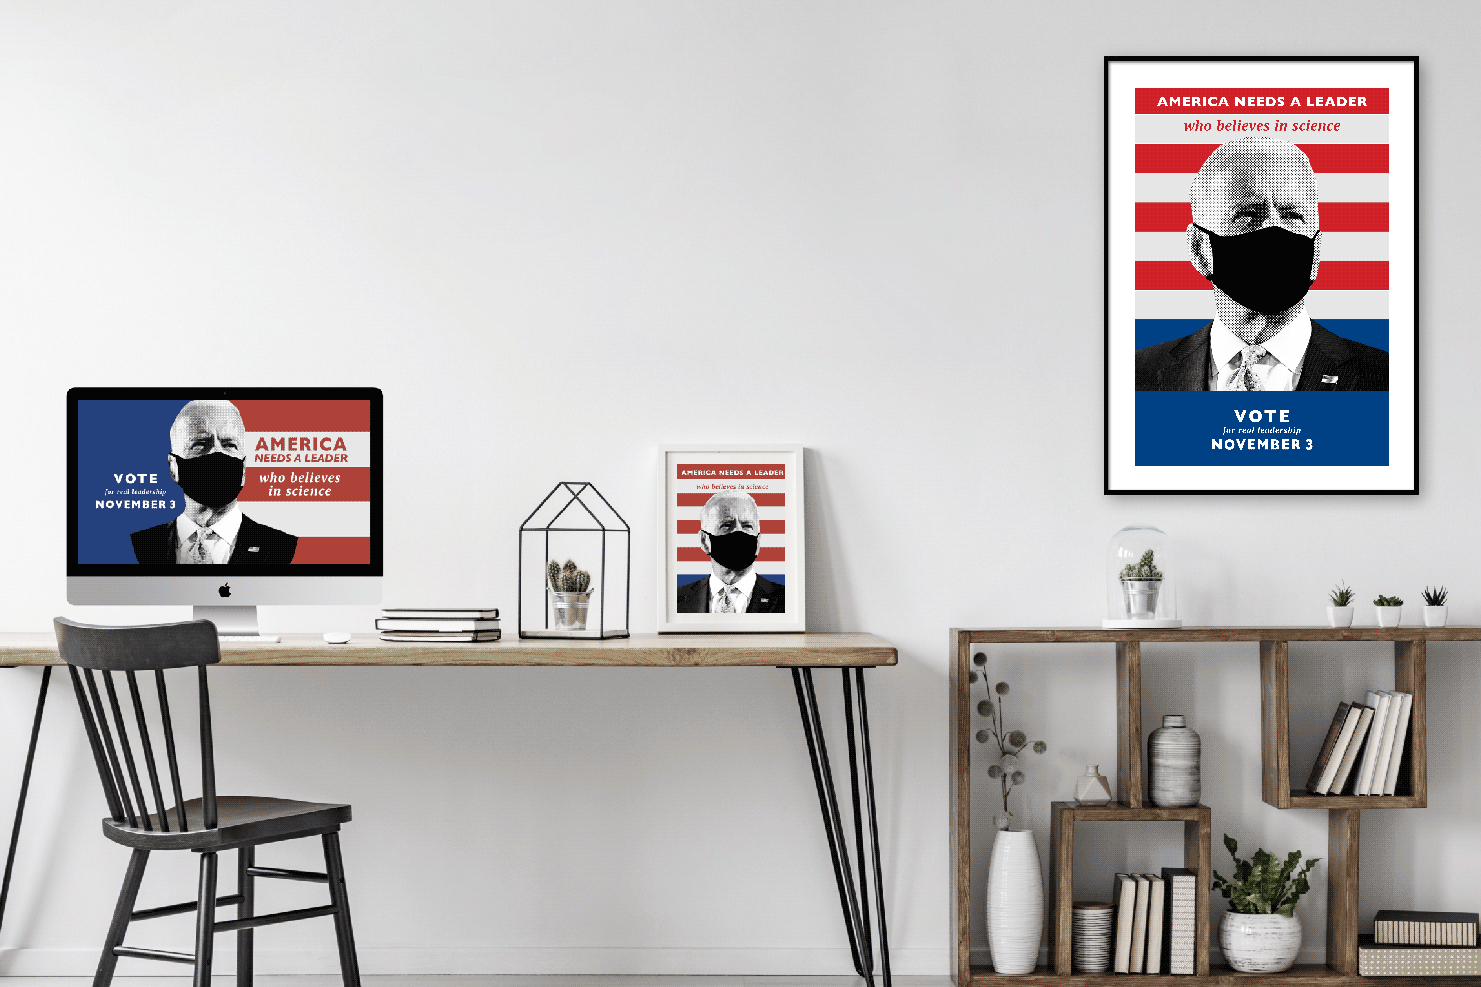 AMERICA NEEDS A LEADER
who believes in science
VOTE
for real leadership
NOVEMBER 3
AMERICA
NEEDS A LEADER
who believes
in science
VOTE
for real leadership
NOVEMBER 3
AMERICA NEEDS A LEADER
who believes in science